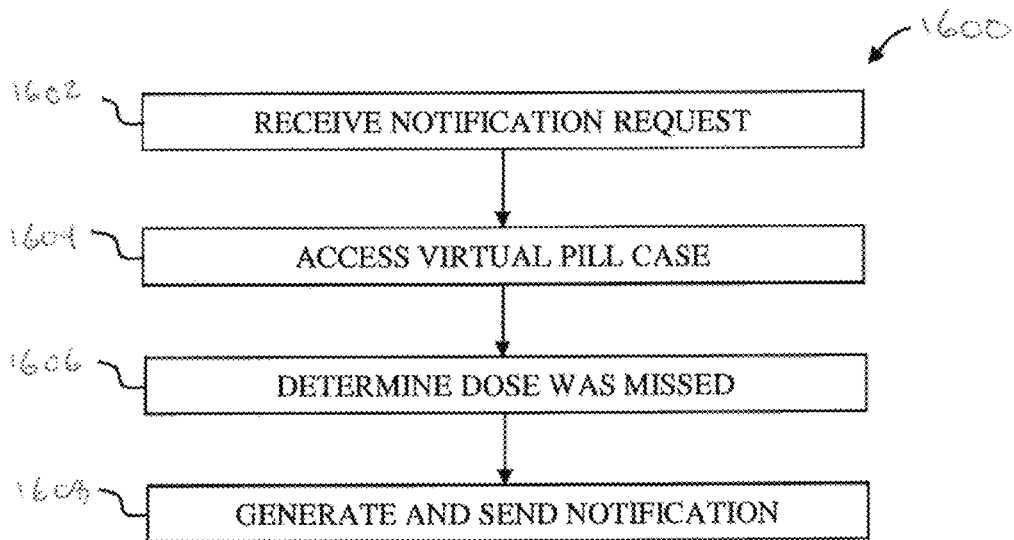 1600
1602
RECEIVE NOTIFICATION REQUEST
1604
ACCESS VIRTUAL PILL CASE
1606
DETERMINE DOSE WAS MISSED
1608
GENERATE AND SEND NOTIFICATION